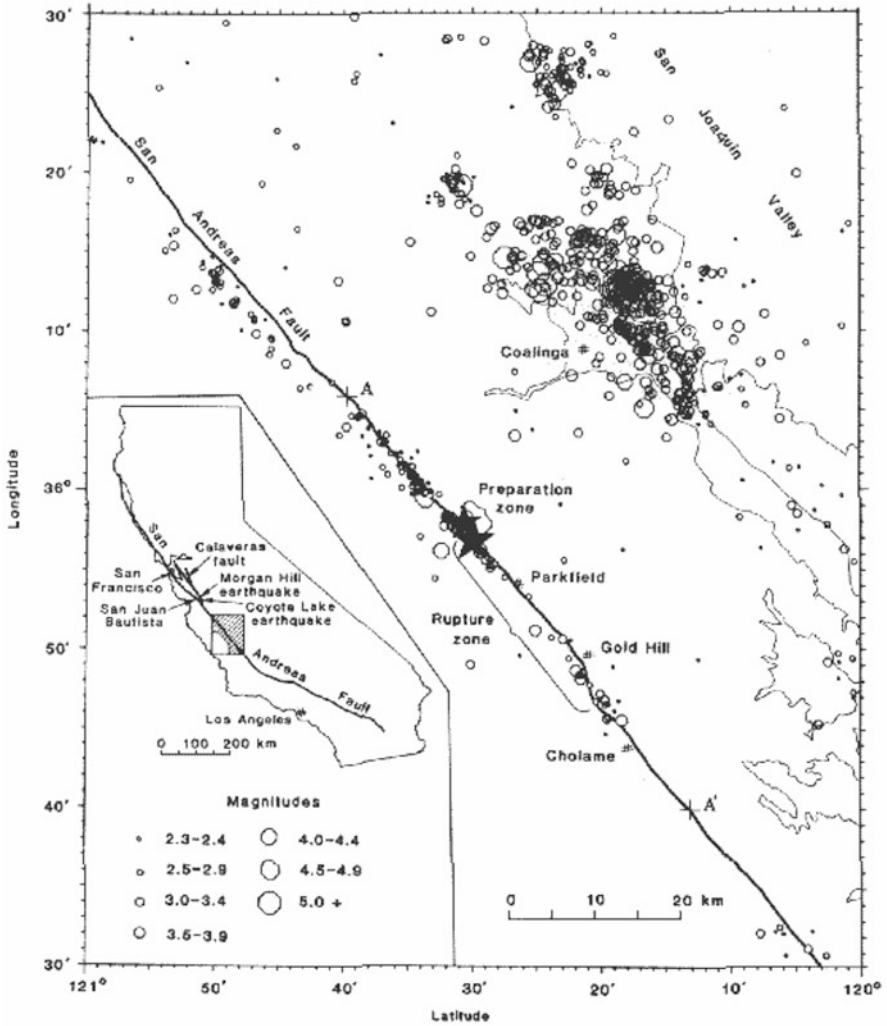 30′
20′
10′
36°
50′
40′
30′
Longitude
121°
50′
40′
30′
20′
10′
120°
Latitude
San
Andreas
Fault
San
Joaquin
Valley
Coalinga
A
Preparation
zone
Parkfield
Rupture
zone
Gold Hill
Cholame
A'
San
Calaveras
fault
San
Francisco
Morgan Hill
earthquake
San Juan
Bautista
Coyote Lake
earthquake
Andreas
Fault
Los Angeles
0 100 200 km
Magnitudes
2.3–2.4
2.5–2.9
3.0–3.4
3.5–3.9
4.0–4.4
4.5–4.9
5.0 +
0 10 20 km